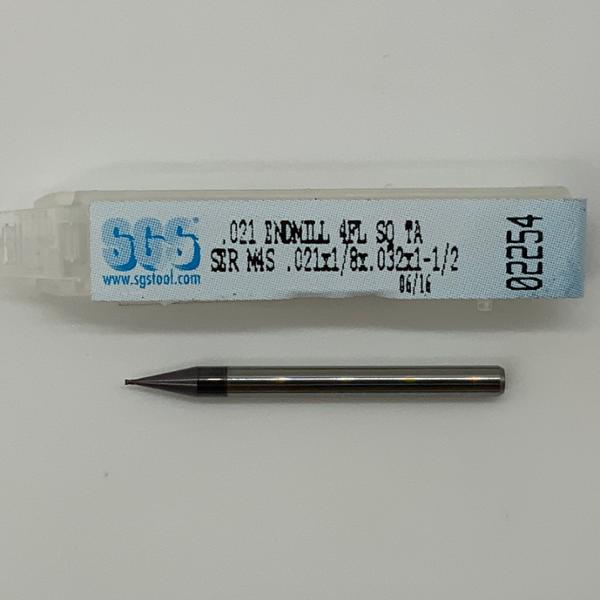 SGS
www.sgstool.com
.021 ENDMILL 4FL SQ TA
SER M4S .021x1/8x.032x1-1/2
06/16
02254